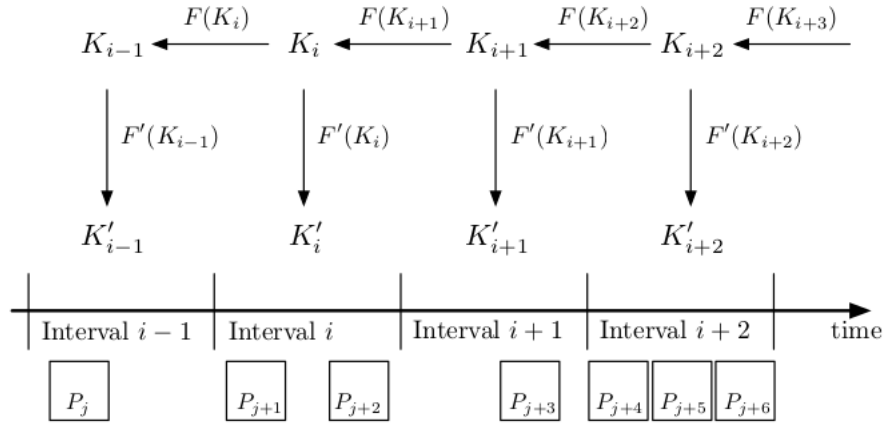 F(K_i) F(K_{i+1}) F(K_{i+2}) F(K_{i+3})
K_{i−1} K_i K_{i+1} K_{i+2}
F′(K_{i−1}) F′(K_i) F′(K_{i+1}) F′(K_{i+2})
K′_{i−1} K′_i K′_{i+1} K′_{i+2}
Interval i − 1 Interval i Interval i + 1 Interval i + 2 time
P_j P_{j+1} P_{j+2} P_{j+3} P_{j+4} P_{j+5} P_{j+6}